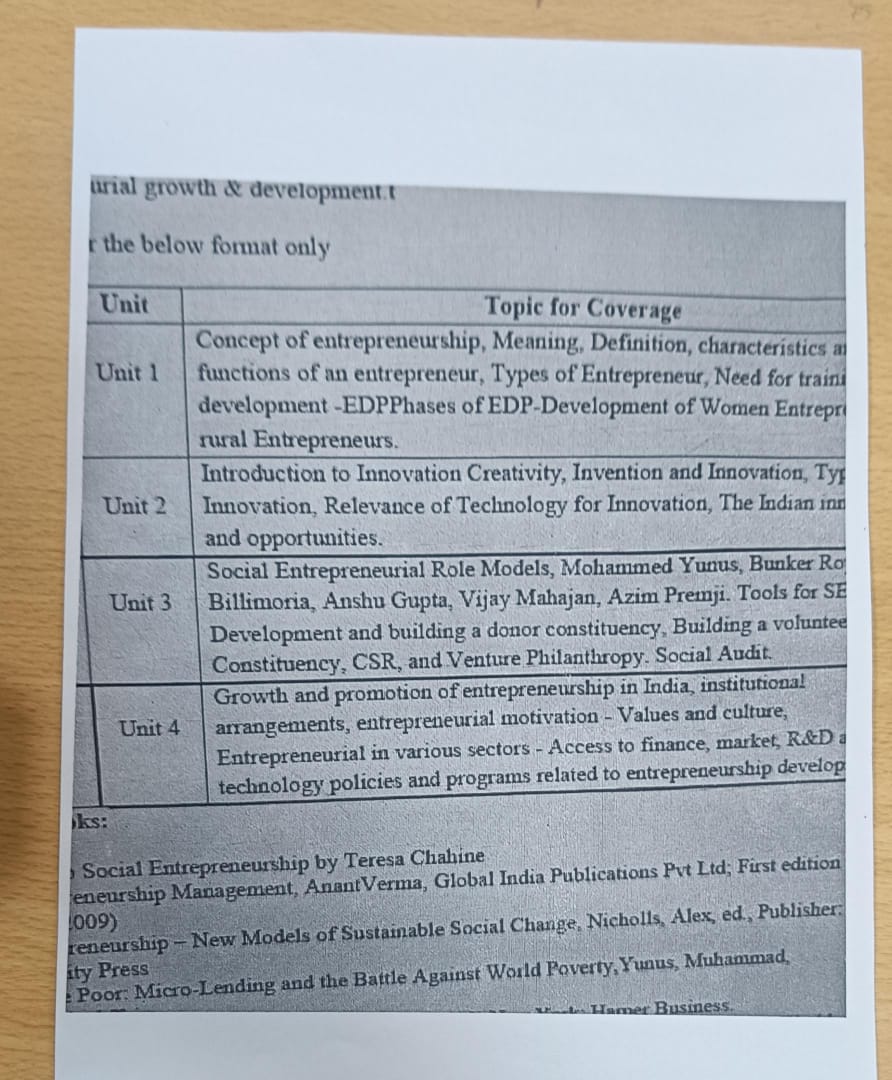 urial growth & development.t
r the below format only
Unit Topic for Coverage
Concept of entrepreneurship, Meaning, Definition, characteristics a
Unit 1 functions of an entrepreneur, Types of Entrepreneur, Need for traini
development -EDPPhases of EDP-Development of Women Entrepr
rural Entrepreneurs.
Introduction to Innovation Creativity, Invention and Innovation, Typ
Unit 2 Innovation, Relevance of Technology for Innovation, The Indian inn
and opportunities.
Social Entrepreneurial Role Models, Mohammed Yunus, Bunker Ro
Unit 3 Billimoria, Anshu Gupta, Vijay Mahajan, Azim Premji. Tools for SE
Development and building a donor constituency, Building a voluntee
Constituency, CSR, and Venture Philanthropy. Social Audit.
Growth and promotion of entrepreneurship in India, institutional
Unit 4 arrangements, entrepreneurial motivation - Values and culture,
Entrepreneurial in various sectors - Access to finance, market, R&D a
technology policies and programs related to entrepreneurship develop
oks:
Social Entrepreneurship by Teresa Chahine
eneurship Management, AnantVerma, Global India Publications Pvt Ltd; First edition
2009)
reneurship – New Models of Sustainable Social Change, Nicholls, Alex, ed., Publisher:
ity Press
Poor: Micro-Lending and the Battle Against World Poverty,Yunus, Muhammad,
Harper Business.